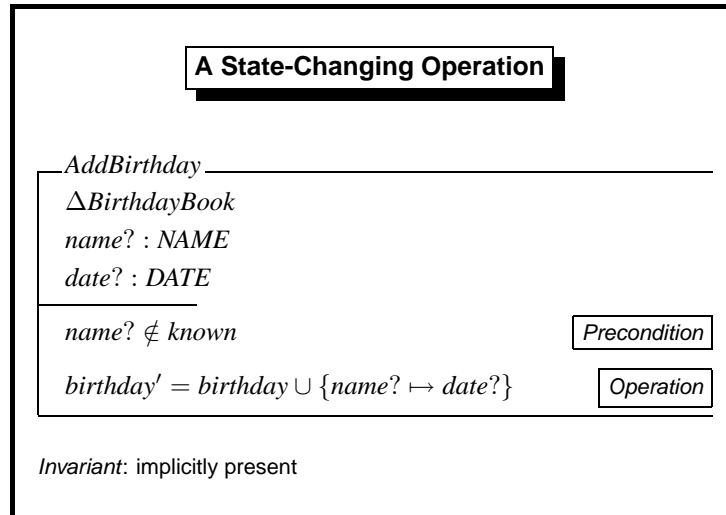 A State-Changing Operation
AddBirthday
ΔBirthdayBook
name? : NAME
date? : DATE
name? ∉ known Precondition
birthday′ = birthday ∪ {name? ↦ date?} Operation
Invariant: implicitly present